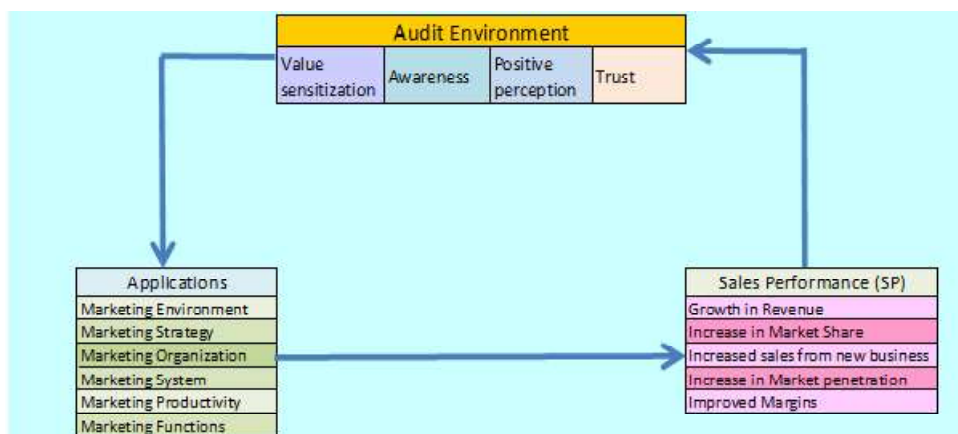 Audit Environment
Value
sensitization
Awareness
Positive
perception
Trust
Applications
Marketing Environment
Marketing Strategy
Marketing Organization
Marketing System
Marketing Productivity
Marketing Functions
Sales Performance (SP)
Growth in Revenue
Increase in Market Share
Increased sales from new business
Increase in Market penetration
Improved Margins